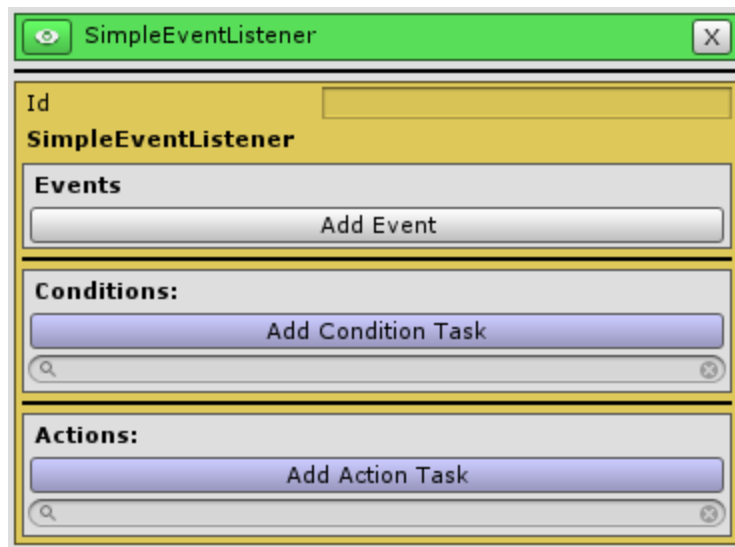 SimpleEventListener X
Id
SimpleEventListener
Events
Add Event
Conditions:
Add Condition Task
Actions:
Add Action Task